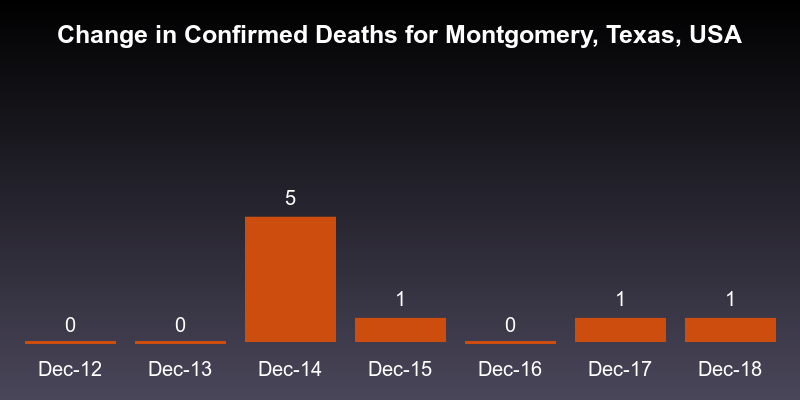 Change in Confirmed Deaths for Montgomery, Texas, USA
0 0 5 1 0 1 1
Dec-12 Dec-13 Dec-14 Dec-15 Dec-16 Dec-17 Dec-18